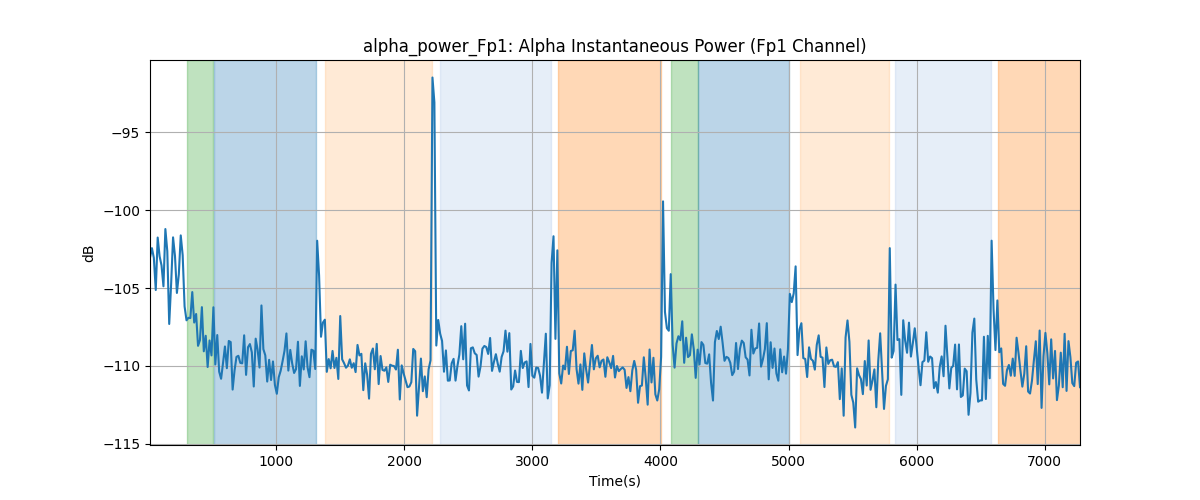 alpha_power_Fp1: Alpha Instantaneous Power (Fp1 Channel)
−95
−100
−105
−110
−115
dB
1000 2000 3000 4000 5000 6000 7000
Time(s)